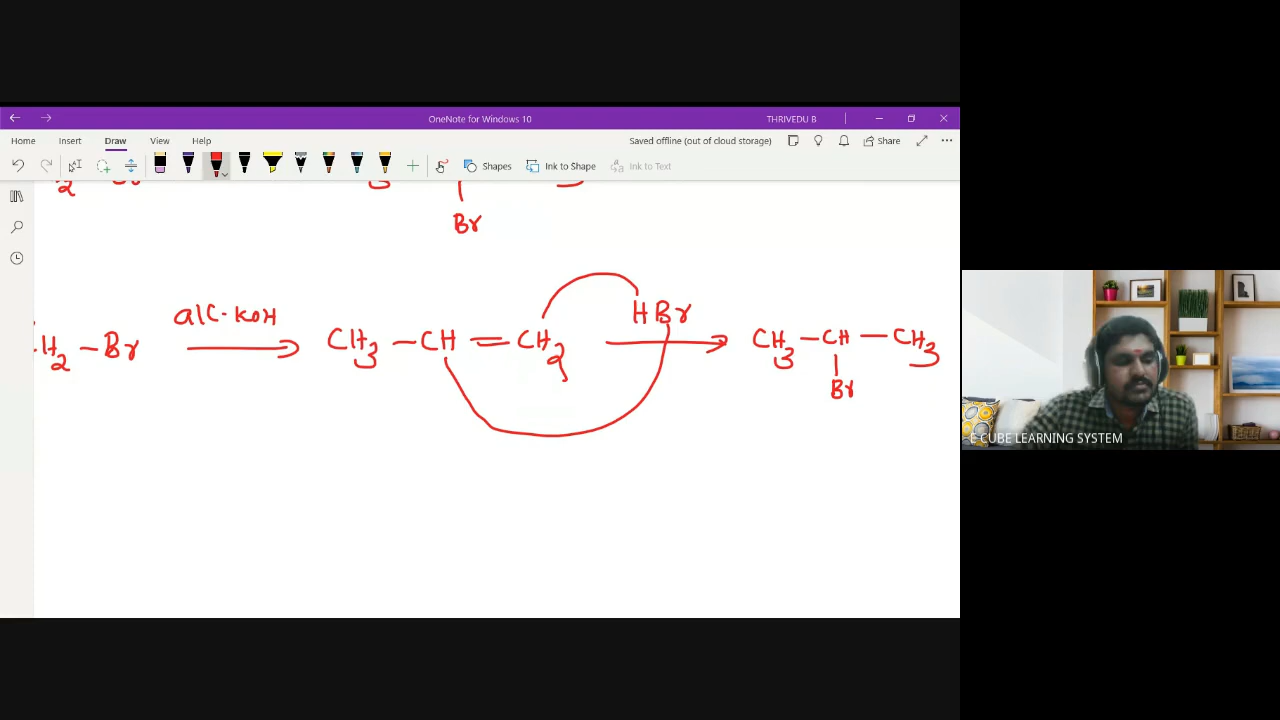 OneNote for Windows 10
THRIVEDU B
Home Insert Draw View Help
Saved offline (out of cloud storage)
Share
Shapes
Ink to Shape
Ink to Text
Br
alc. KOH
HBr
H2 – Br
CH3 – CH = CH2
CH3 – CH – CH3
Br
E CUBE LEARNING SYSTEM